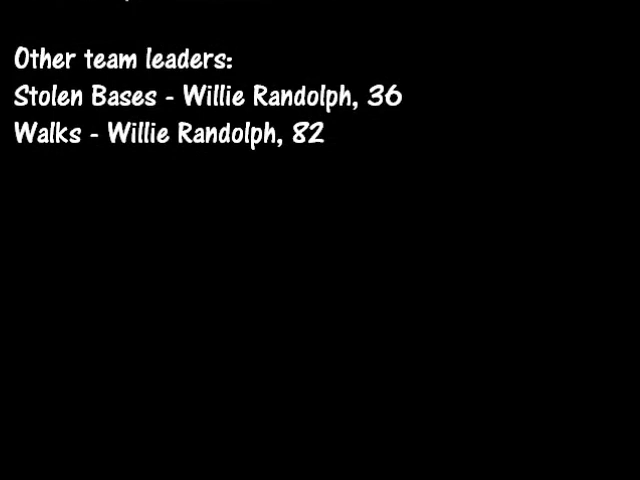 Other team leaders:
Stolen Bases - Willie Randolph, 36
Walks - Willie Randolph, 82